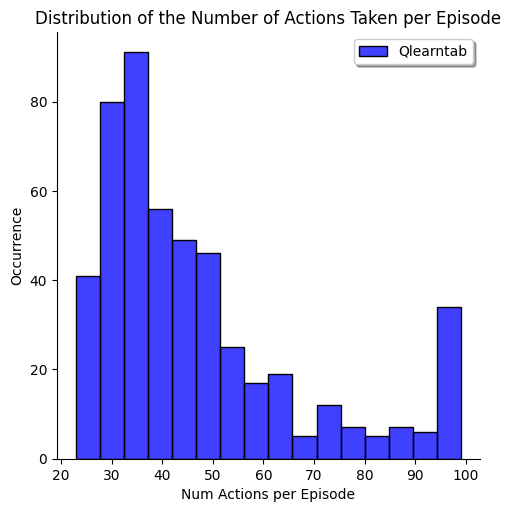 Distribution of the Number of Actions Taken per Episode
Qlearntab
Occurrence
80
60
40
20
0
20 30 40 50 60 70 80 90 100
Num Actions per Episode